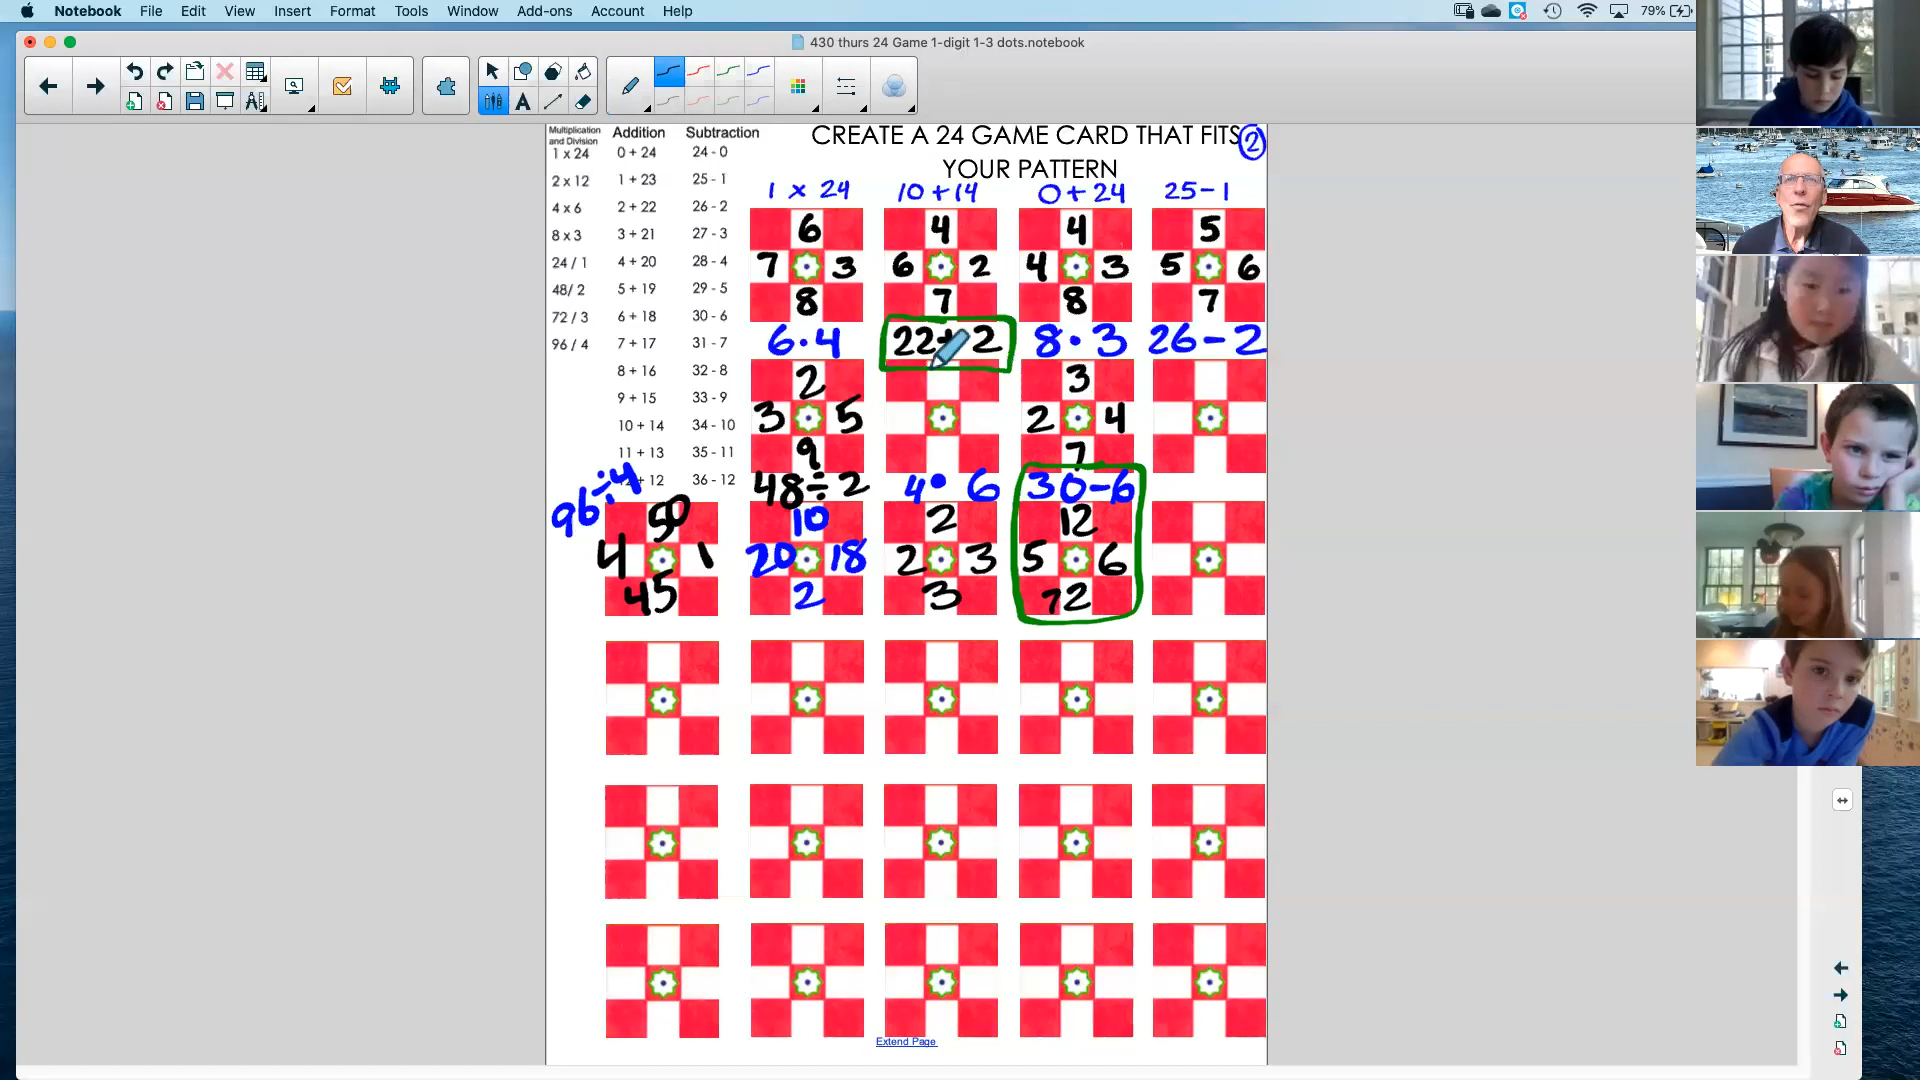 Notebook File Edit View Insert Format Tools Window Add-ons Account Help 79%
430 thurs 24 Game 1-digit 1-3 dots.notebook
Multiplication and Division Addition Subtraction
1 x 24 0 + 24 24 - 0
2 x 12 1 + 23 25 - 1
4 x 6 2 + 22 26 - 2
8 x 3 3 + 21 27 - 3
24 / 1 4 + 20 28 - 4
48/ 2 5 + 19 29 - 5
72 / 3 6 + 18 30 - 6
96 / 4 7 + 17 31 - 7
8 + 16 32 - 8
9 + 15 33 - 9
10 + 14 34 - 10
11 + 13 35 - 11
12 + 12 36 - 12
CREATE A 24 GAME CARD THAT FITS 2
YOUR PATTERN
1 x 24 10 + 14 0 + 24 25 - 1
6 4 4 5
7 3 6 2 4 3 5 6
8 7 8 7
6 · 4 22 + 2 8 · 3 26 - 2
2 3
3 5 2 4
9 7
96 ÷ 4 48 ÷ 2 4 • 6 30 - 6
50 10 2 12
4 1 20 18 2 3 5 6
45 2 3 72
Extend Page